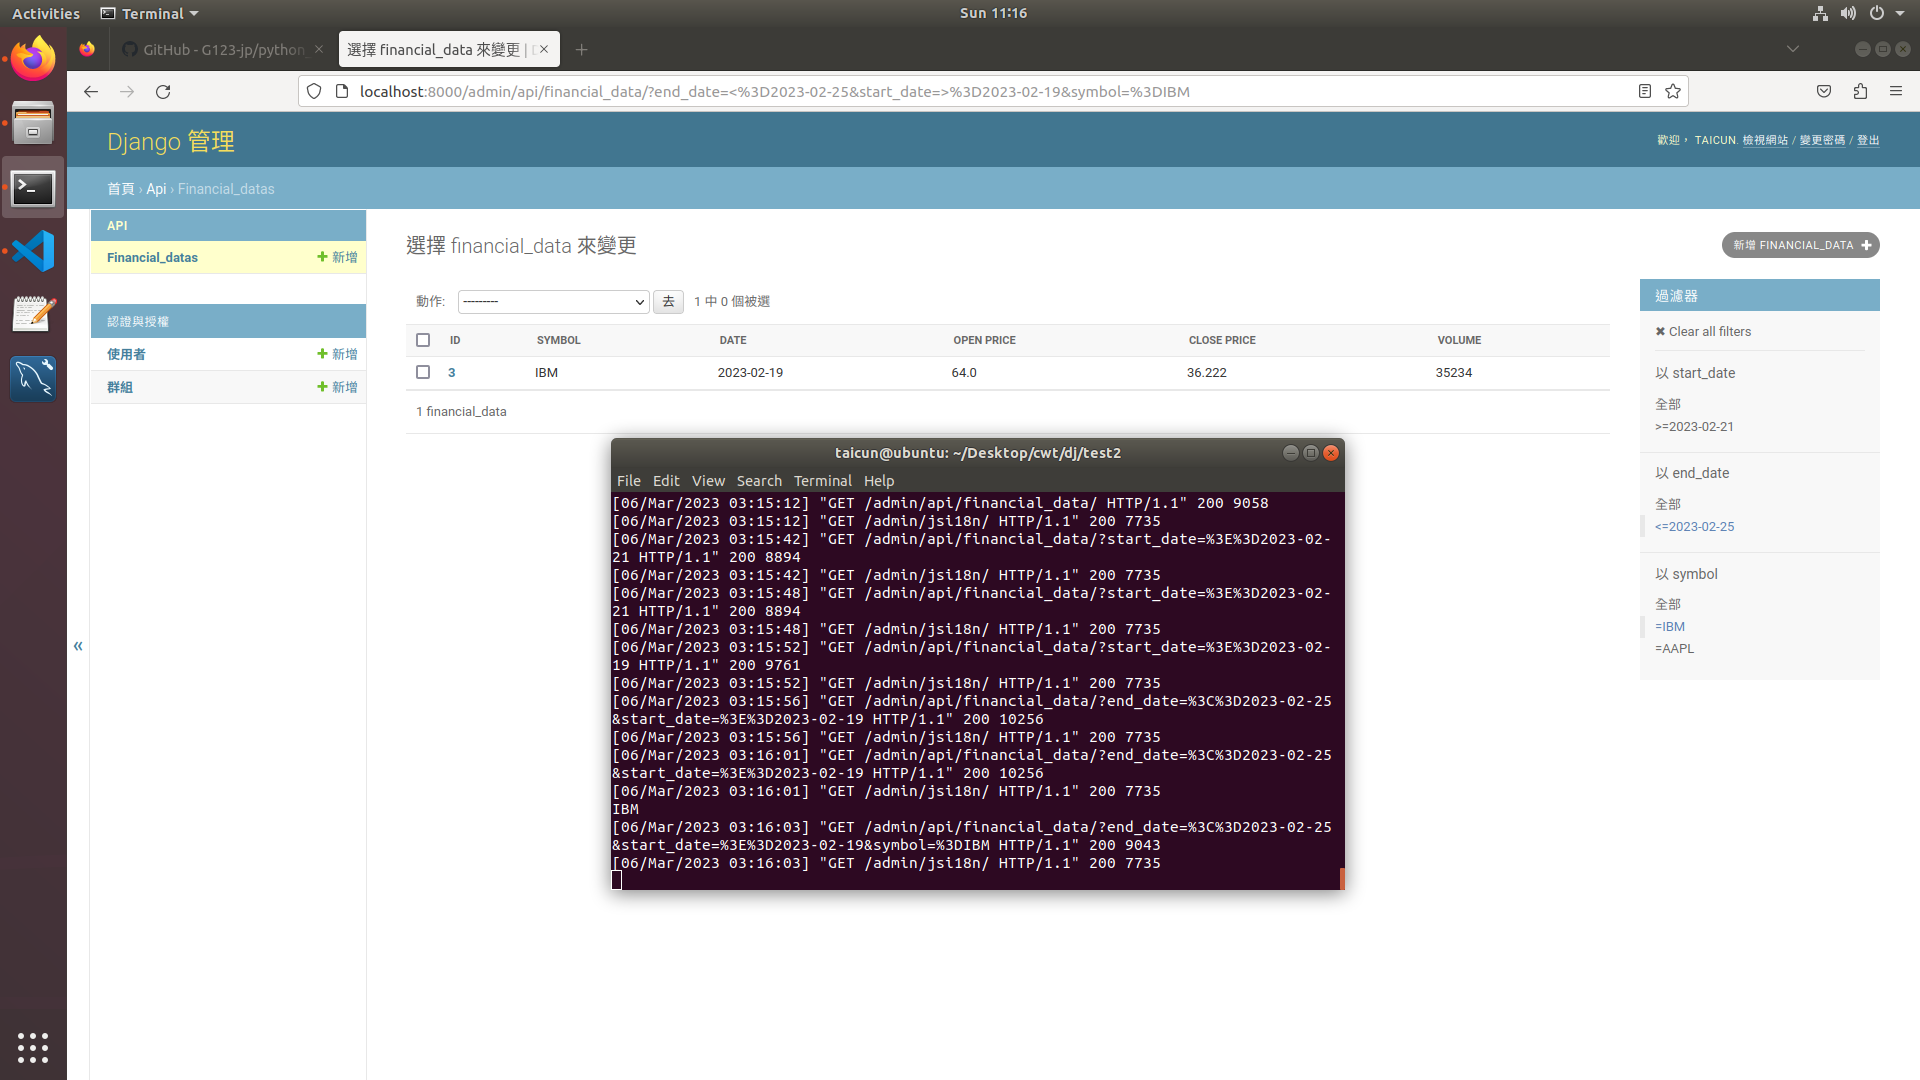 Activities
Terminal
Sun 11:16
GitHub - G123-jp/python_
選擇 financial_data 來變更 |
localhost:8000/admin/api/financial_data/?end_date=<%3D2023-02-25&start_date=>%3D2023-02-19&symbol=%3DIBM
Django 管理
歡迎， TAICUN. 檢視網站 / 變更密碼 / 登出
首頁 › Api › Financial_datas
API
Financial_datas
新增
認證與授權
使用者
新增
群組
新增
«
選擇 financial_data 來變更
新增 FINANCIAL_DATA
動作: --------- 去 1 中 0 個被選
ID SYMBOL DATE OPEN PRICE CLOSE PRICE VOLUME
3 IBM 2023-02-19 64.0 36.222 35234
1 financial_data
過濾器
✖ Clear all filters
以 start_date
全部
>=2023-02-21
以 end_date
全部
<=2023-02-25
以 symbol
全部
=IBM
=AAPL
taicun@ubuntu: ~/Desktop/cwt/dj/test2
File Edit View Search Terminal Help
[06/Mar/2023 03:15:12] "GET /admin/api/financial_data/ HTTP/1.1" 200 9058
[06/Mar/2023 03:15:12] "GET /admin/jsi18n/ HTTP/1.1" 200 7735
[06/Mar/2023 03:15:42] "GET /admin/api/financial_data/?start_date=%3E%3D2023-02-
21 HTTP/1.1" 200 8894
[06/Mar/2023 03:15:42] "GET /admin/jsi18n/ HTTP/1.1" 200 7735
[06/Mar/2023 03:15:48] "GET /admin/api/financial_data/?start_date=%3E%3D2023-02-
21 HTTP/1.1" 200 8894
[06/Mar/2023 03:15:48] "GET /admin/jsi18n/ HTTP/1.1" 200 7735
[06/Mar/2023 03:15:52] "GET /admin/api/financial_data/?start_date=%3E%3D2023-02-
19 HTTP/1.1" 200 9761
[06/Mar/2023 03:15:52] "GET /admin/jsi18n/ HTTP/1.1" 200 7735
[06/Mar/2023 03:15:56] "GET /admin/api/financial_data/?end_date=%3C%3D2023-02-25
&start_date=%3E%3D2023-02-19 HTTP/1.1" 200 10256
[06/Mar/2023 03:15:56] "GET /admin/jsi18n/ HTTP/1.1" 200 7735
[06/Mar/2023 03:16:01] "GET /admin/api/financial_data/?end_date=%3C%3D2023-02-25
&start_date=%3E%3D2023-02-19 HTTP/1.1" 200 10256
[06/Mar/2023 03:16:01] "GET /admin/jsi18n/ HTTP/1.1" 200 7735
IBM
[06/Mar/2023 03:16:03] "GET /admin/api/financial_data/?end_date=%3C%3D2023-02-25
&start_date=%3E%3D2023-02-19&symbol=%3DIBM HTTP/1.1" 200 9043
[06/Mar/2023 03:16:03] "GET /admin/jsi18n/ HTTP/1.1" 200 7735